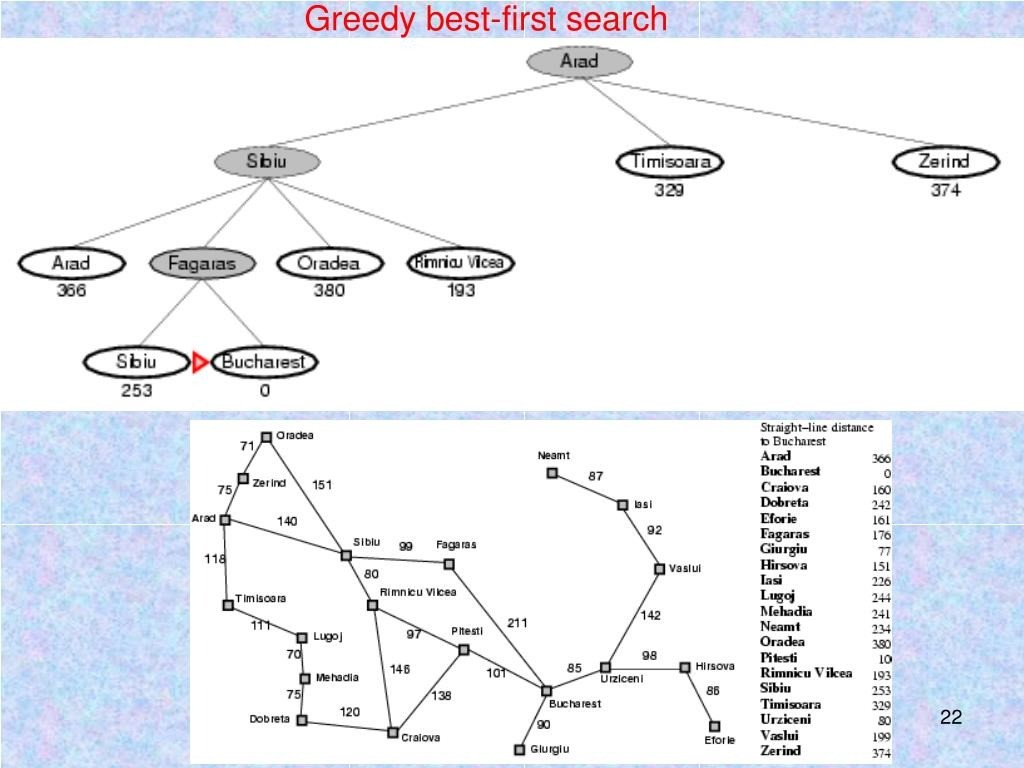 Greedy best-first search
Arad
Sibiu
Timisoara
Zerind
329
374
Arad
Fagaras
Oradea
Rimnicu Vilcea
366
380
193
Sibiu
Bucharest
253
0
Oradea
71
Zerind
75
151
Arad
140
118
Sibiu
99
Fagaras
80
Rimnicu Vilcea
Timisoara
111
Lugoj
97
Pitesti
211
70
Mehadia
146
101
75
138
Dobreta
120
Craiova
Bucharest
90
Giurgiu
Neamt
87
Iasi
92
Vaslui
142
98
Hirsova
85
Urziceni
86
Eforie
Straight–line distance
to Bucharest
Arad 366
Bucharest 0
Craiova 160
Dobreta 242
Eforie 161
Fagaras 176
Giurgiu 77
Hirsova 151
Iasi 226
Lugoj 244
Mehadia 241
Neamt 234
Oradea 380
Pitesti 10
Rimnicu Vilcea 193
Sibiu 253
Timisoara 329
Urziceni 80
Vaslui 199
Zerind 374
22